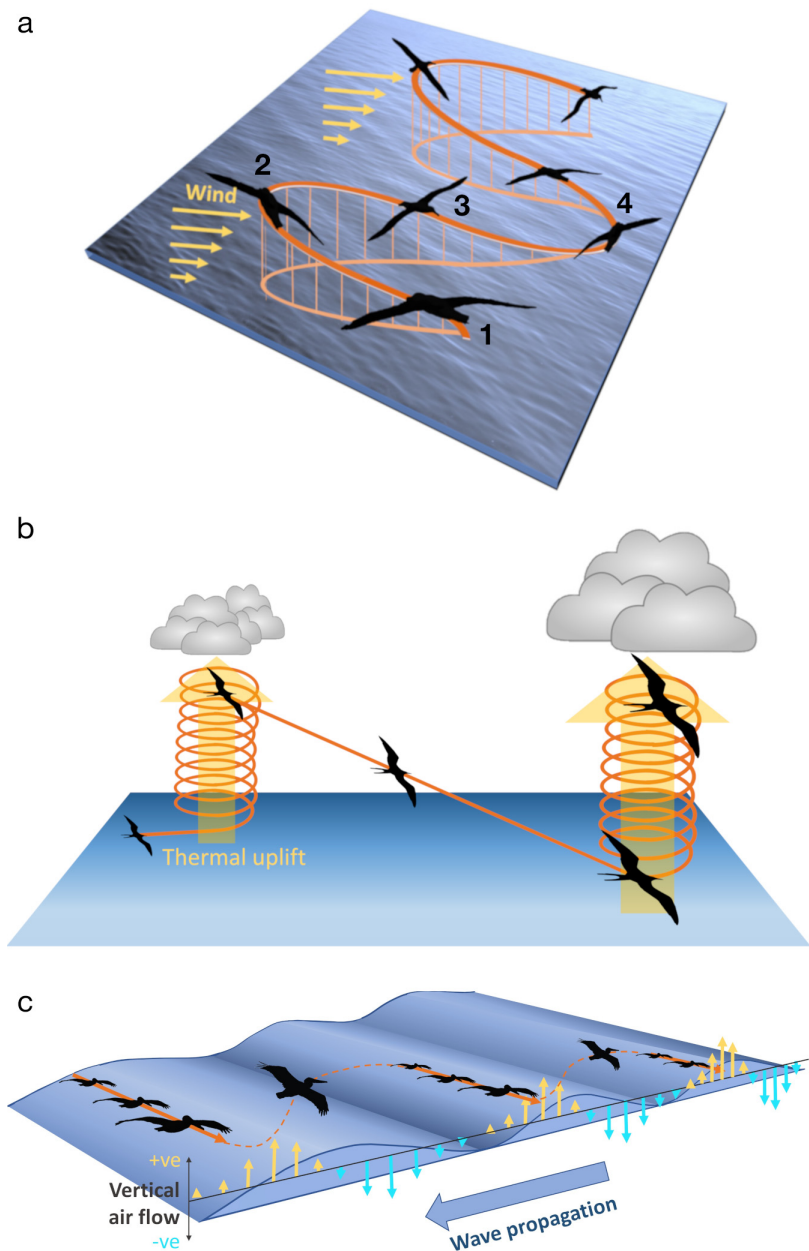 a
2
Wind
3
4
1
b
Thermal uplift
c
+ve
Vertical
air flow
-ve
Wave propagation